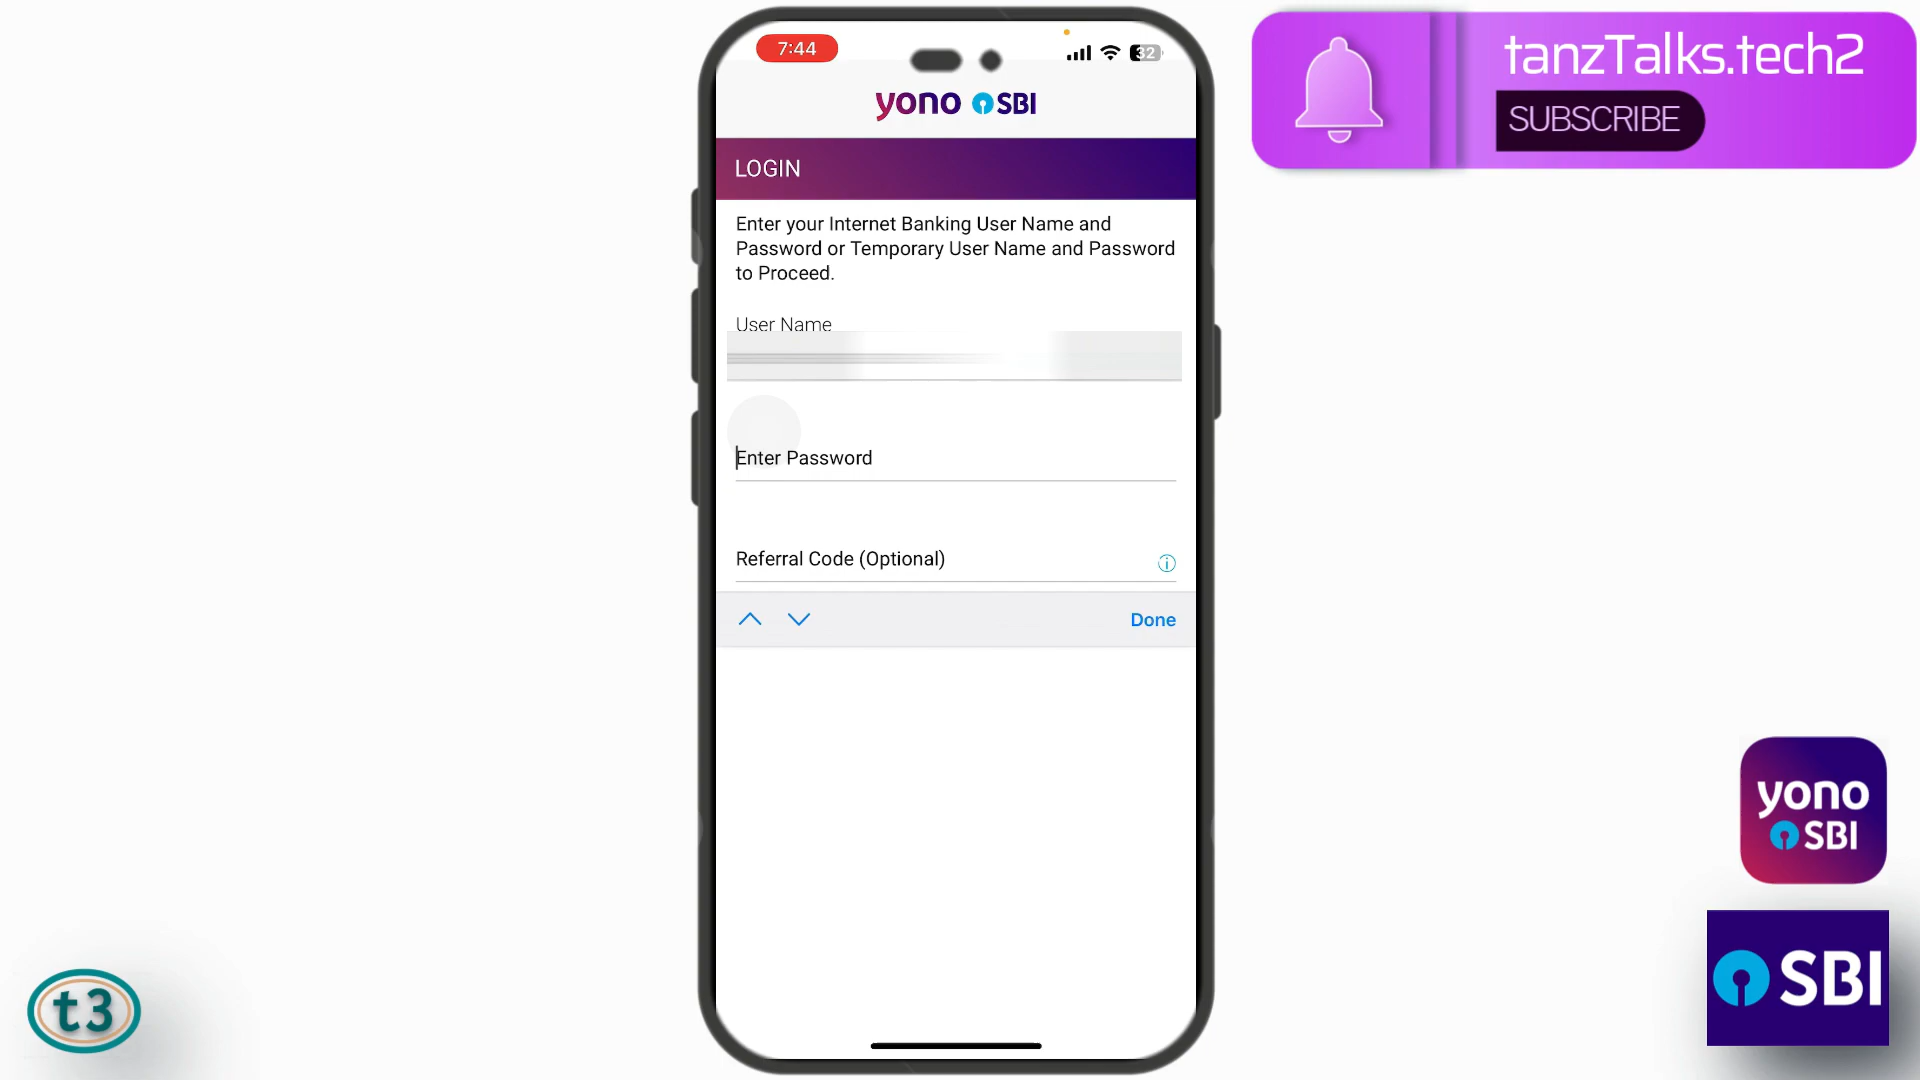 7:44
32
yono SBI
LOGIN
Enter your Internet Banking User Name and
Password or Temporary User Name and Password
to Proceed.
User Name
Enter Password
Referral Code (Optional)
Done
tanzTalks.tech2
SUBSCRIBE
yono
SBI
SBI
t3